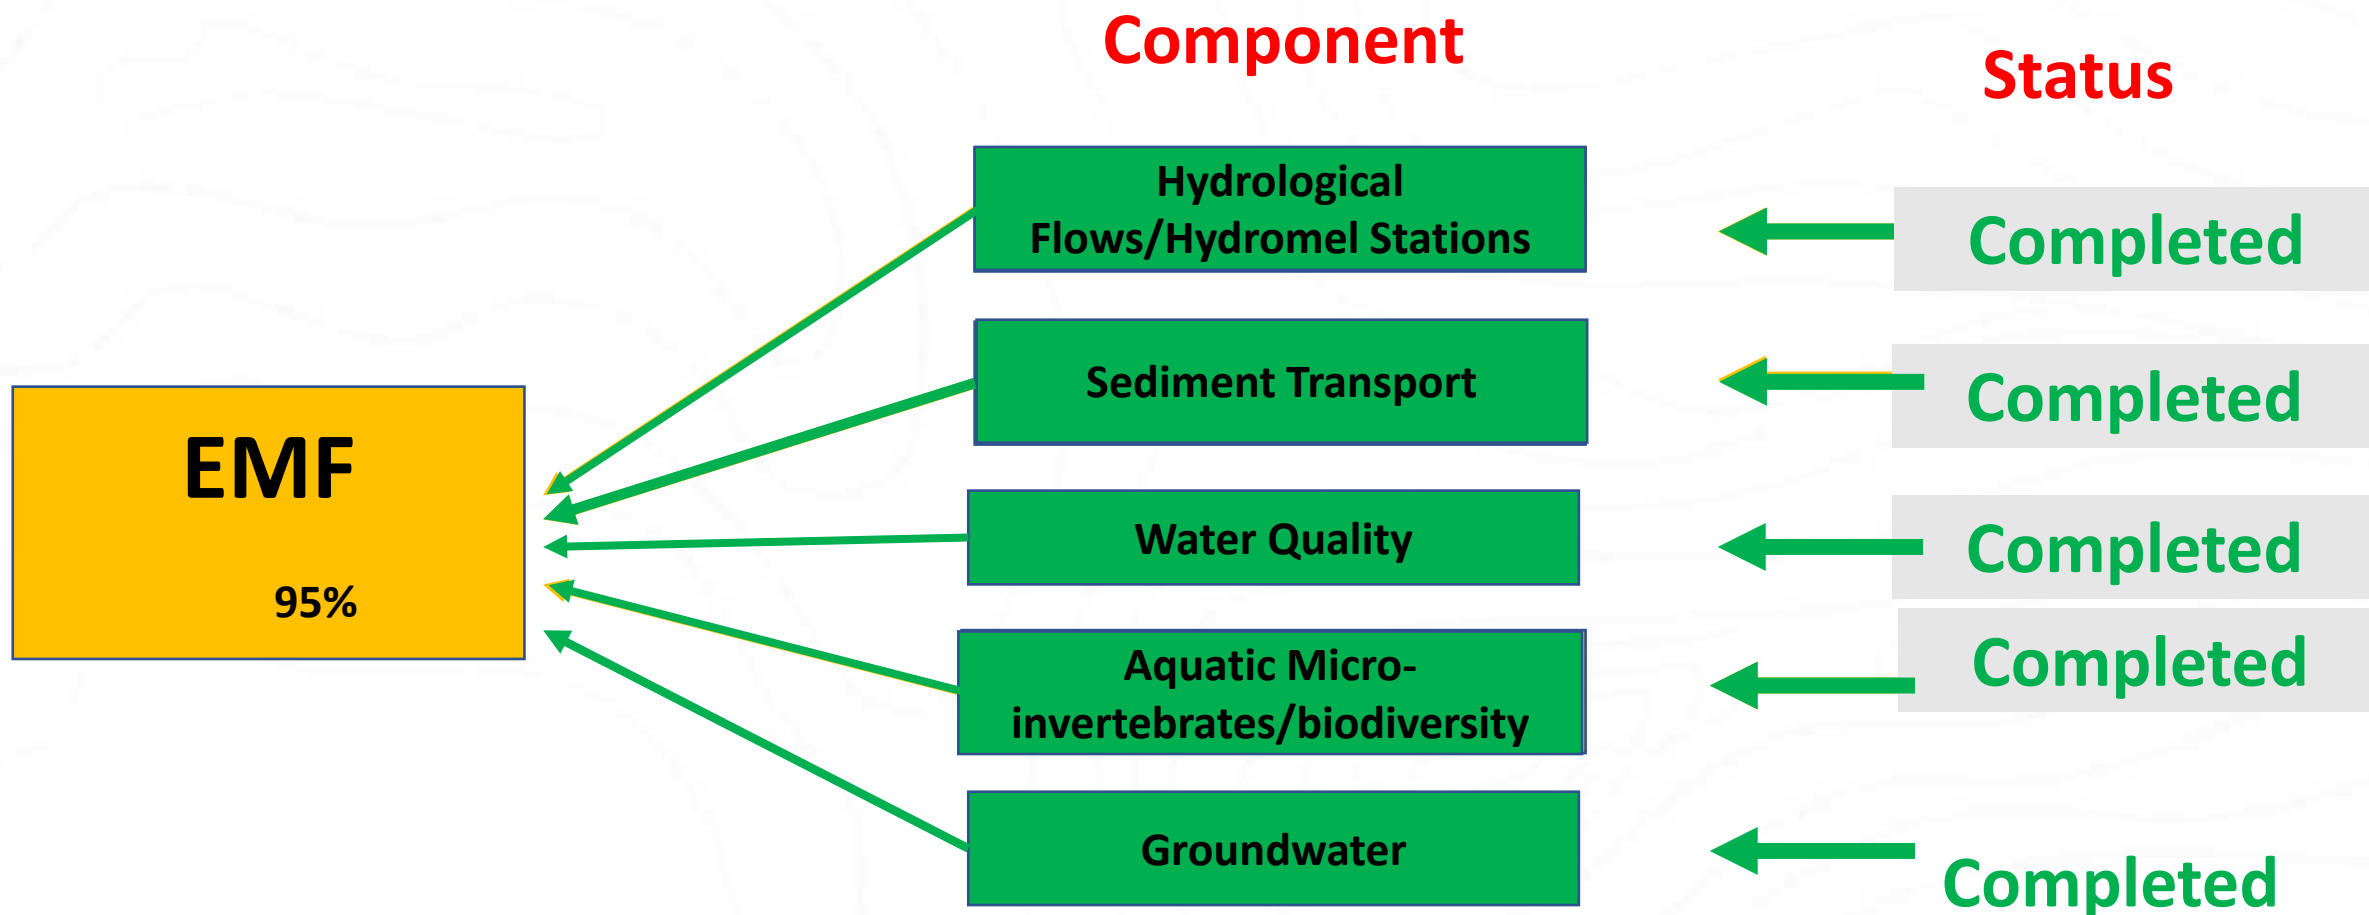 Component
Status
Hydrological
Flows/Hydromel Stations
Completed
Sediment Transport
Completed
EMF
95%
Water Quality
Completed
Aquatic Micro-
invertebrates/biodiversity
Completed
Groundwater
Completed